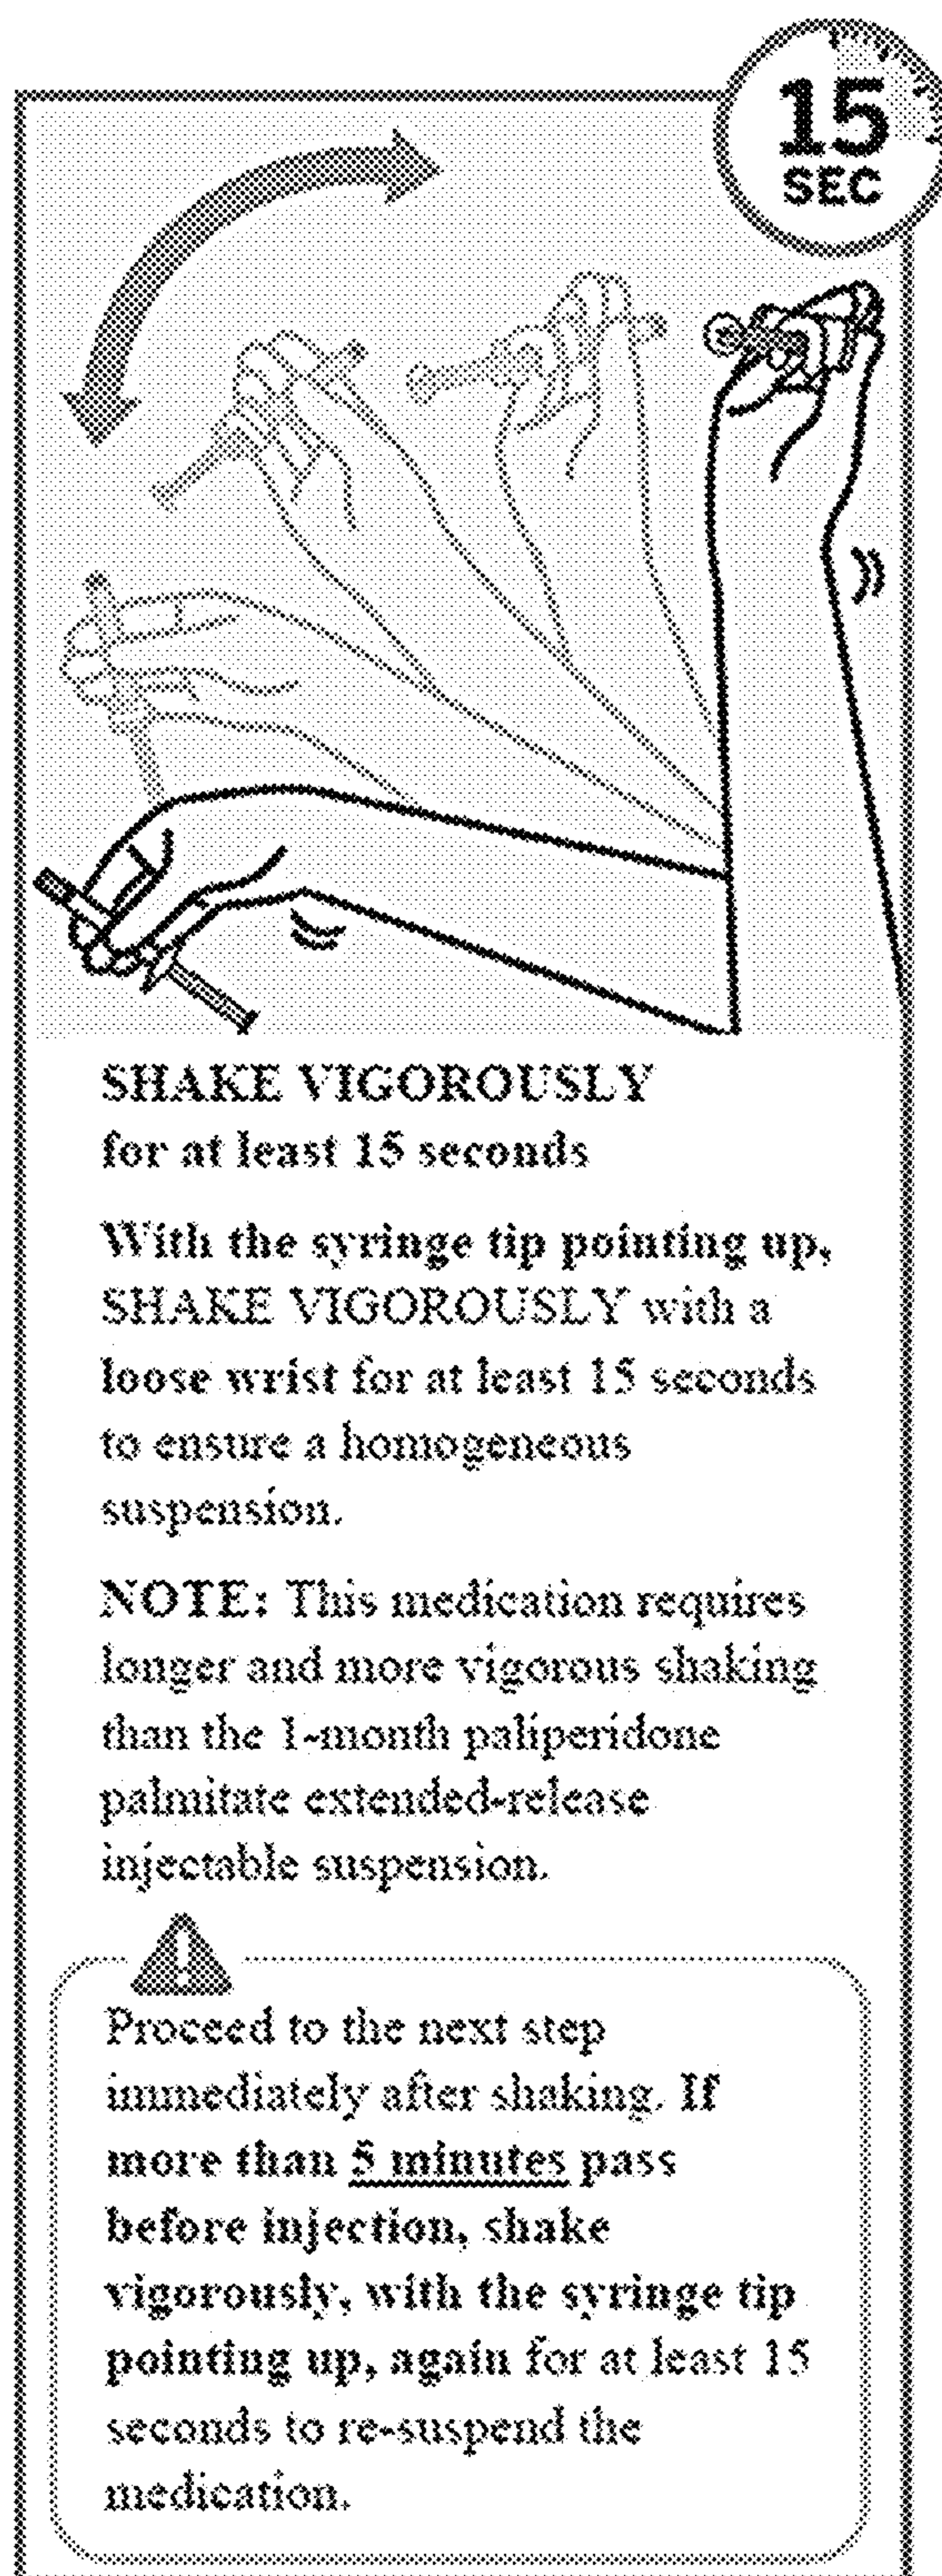 15
SEC
SHAKE VIGOROUSLY
for at least 15 seconds
With the syringe tip pointing up,
SHAKE VIGOROUSLY with a
loose wrist for at least 15 seconds
to ensure a homogeneous
suspension.
NOTE: This medication requires
longer and more vigorous shaking
than the 1-month paliperidone
palmitate extended-release
injectable suspension.
!
Proceed to the next step
immediately after shaking. If
more than 5 minutes pass
before injection, shake
vigorously, with the syringe tip
pointing up, again for at least 15
seconds to re-suspend the
medication.